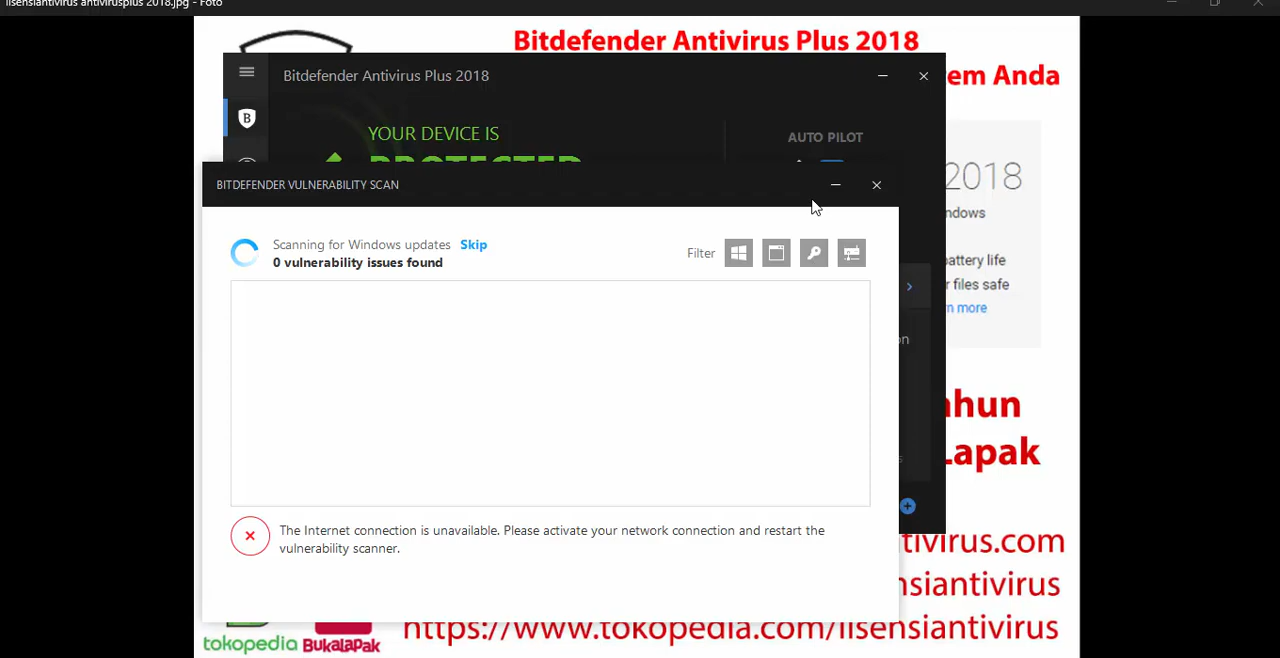 lisensiantivirus antivirusplus 2018.jpg - Foto
Bitdefender Antivirus Plus 2018
em Anda
Bitdefender Antivirus Plus 2018
B
YOUR DEVICE IS
PROTECTED
AUTO PILOT
2018
ndows
BITDEFENDER VULNERABILITY SCAN
Scanning for Windows updates Skip
0 vulnerability issues found
Filter
attery life
r files safe
n more
on
ahun
Lapak
s
The Internet connection is unavailable. Please activate your network connection and restart the
vulnerability scanner.
tivirus.com
nsiantivirus
https://www.tokopedia.com/lisensiantivirus
tokopedia BukaLapak